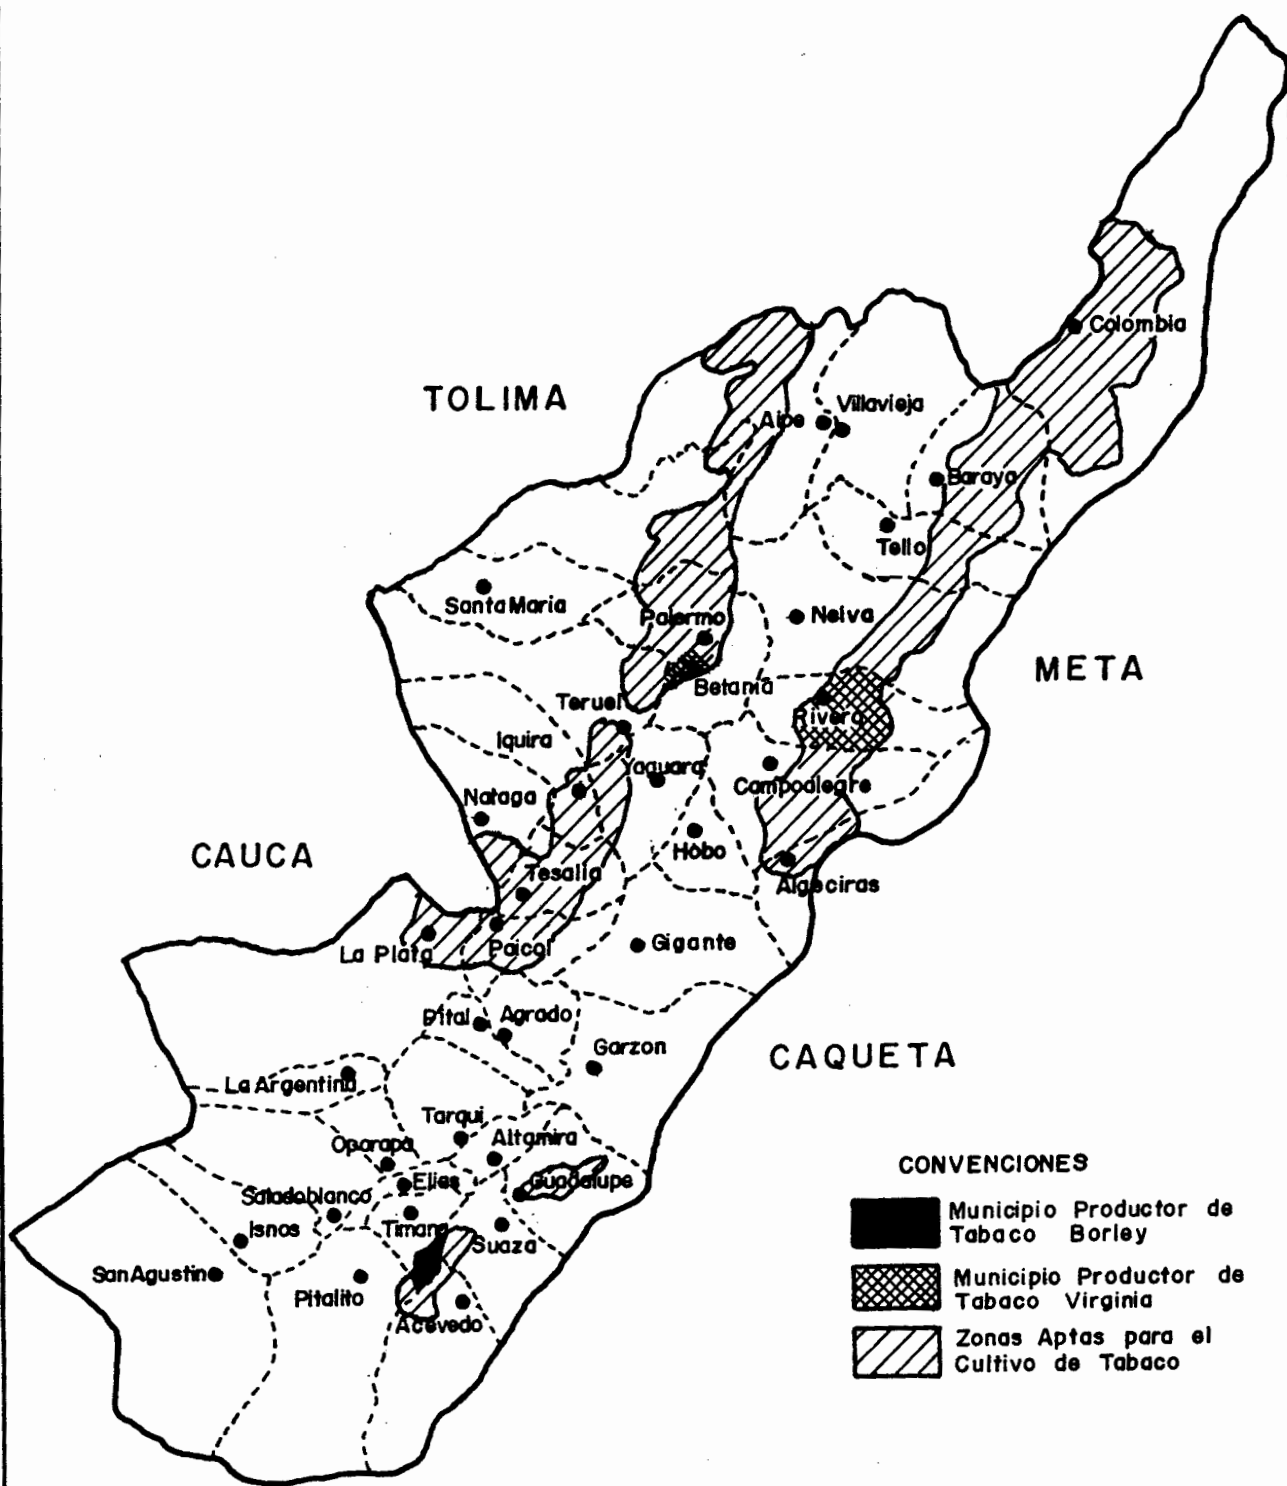 Colombia
TOLIMA
Villavieja
Aipe
Baraya
Tello
Santa Maria
Palermo
Neiva
META
Betania
Teruel
Rivera
Iquira
Yaguara
Campoalegre
Nataga
CAUCA
Hobo
Tesalia
Algeciras
La Plata
Paicol
Gigante
Pital
Agrado
Garzon
CAQUETA
La Argentina
Tarqui
Oparapa
Altamira
CONVENCIONES
Elias
Guadalupe
Saladoblanco
Isnos
Timana
Suaza
Municipio Productor de
Tabaco Borley
San Agustin
Pitalito
Municipio Productor de
Tabaco Virginia
Acevedo
Zonas Aptas para el
Cultivo de Tabaco